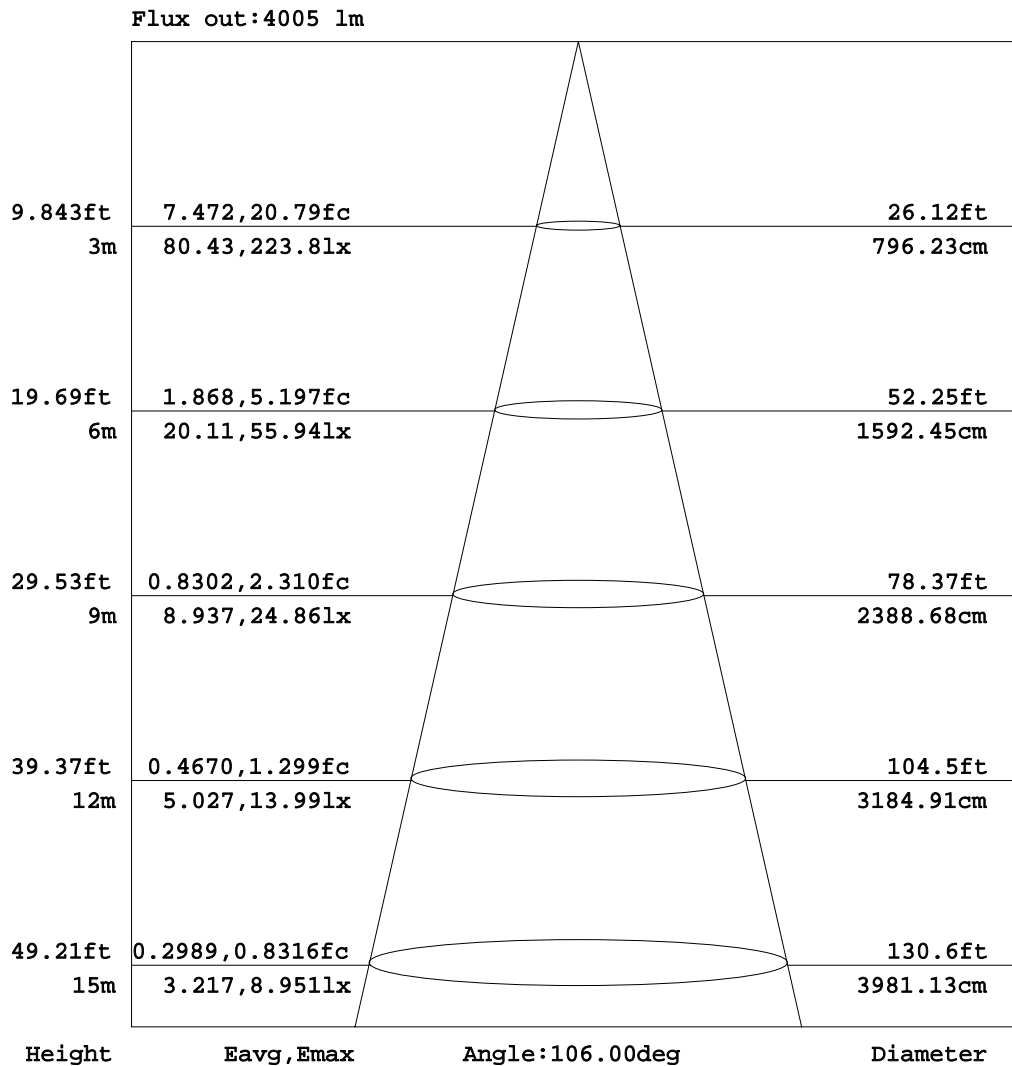 Flux out:4005 lm
9.843ft 7.472,20.79fc 26.12ft
3m 80.43,223.8lx 796.23cm
19.69ft 1.868,5.197fc 52.25ft
6m 20.11,55.94lx 1592.45cm
29.53ft 0.8302,2.310fc 78.37ft
9m 8.937,24.86lx 2388.68cm
39.37ft 0.4670,1.299fc 104.5ft
12m 5.027,13.99lx 3184.91cm
49.21ft 0.2989,0.8316fc 130.6ft
15m 3.217,8.951lx 3981.13cm
Height Eavg,Emax Angle:106.00deg Diameter